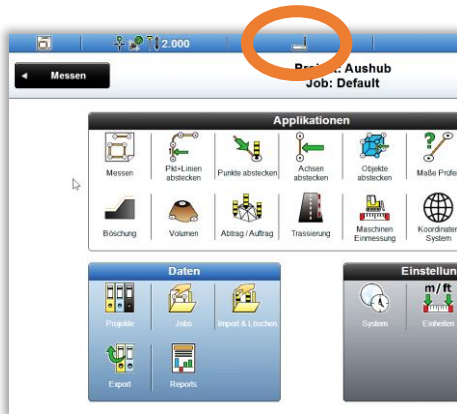 2.000
Messen
Projekt: Aushub
Job: Default
Applikationen
Messen
Pkt+Linien
abstecken
Punkte abstecken
Achsen
abstecken
Objekte
abstecken
Maße Prüfen
Böschung
Volumen
Abtrag / Auftrag
Trassierung
Maschinen
Einmessung
Koordinaten
System
Daten
Einstellun
m/ft
Projekte
Jobs
Import & Löschen
System
Einheiten
Export
Reports